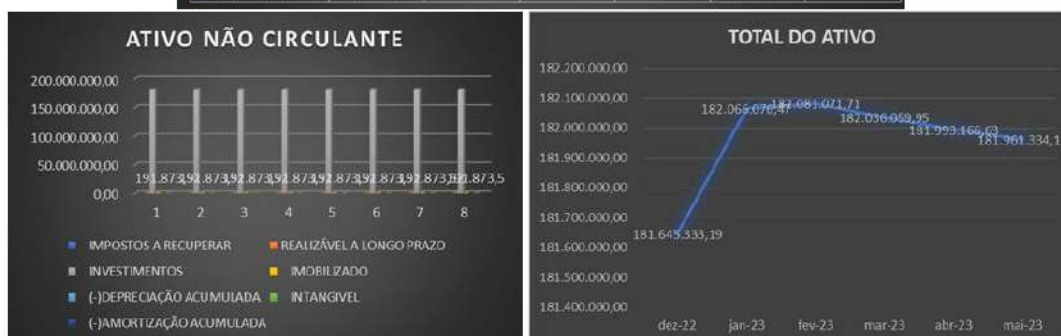 ATIVO NÃO CIRCULANTE
200.000.000,00
150.000.000,00
100.000.000,00
50.000.000,00
0,00
1 2 3 4 5 6 7 8
IMPOSTOS A RECUPERAR
REALIZÁVEL A LONGO PRAZO
INVESTIMENTOS
IMOBILIZADO
(-)DEPRECIAÇÃO ACUMULADA
INTANGIVEL
(-)AMORTIZAÇÃO ACUMULADA
TOTAL DO ATIVO
182.200.000,00
182.100.000,00
182.000.000,00
181.900.000,00
181.800.000,00
181.700.000,00
181.600.000,00
181.500.000,00
181.400.000,00
182.036.069,95
181.961.334,1
dez-22 jan-23 fev-23 mar-23 abr-23 mai-23